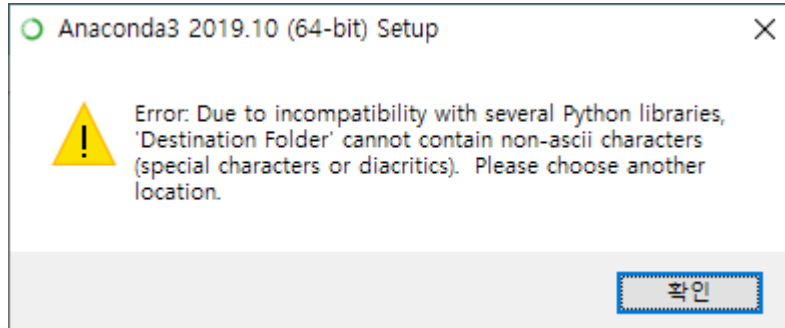 Anaconda3 2019.10 (64-bit) Setup
Error: Due to incompatibility with several Python libraries,
'Destination Folder' cannot contain non-ascii characters
(special characters or diacritics).  Please choose another
location.
확인